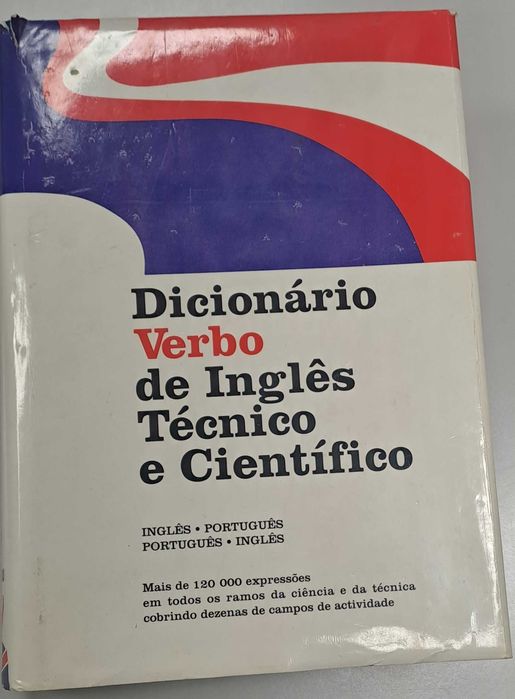 Dicionário
Verbo
de Inglês
Técnico
e Científico
INGLÊS • PORTUGUÊS
PORTUGUÊS • INGLÊS
Mais de 120 000 expressões
em todos os ramos da ciência e da técnica
cobrindo dezenas de campos de actividade